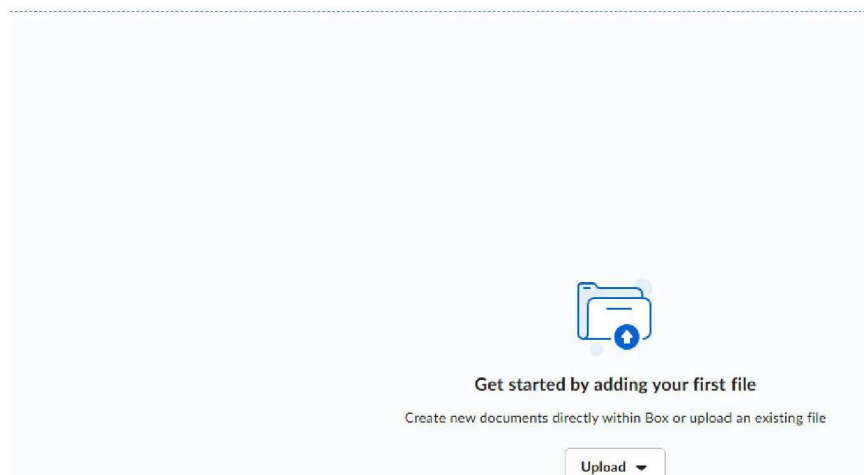 Get started by adding your first file
Create new documents directly within Box or upload an existing file
Upload